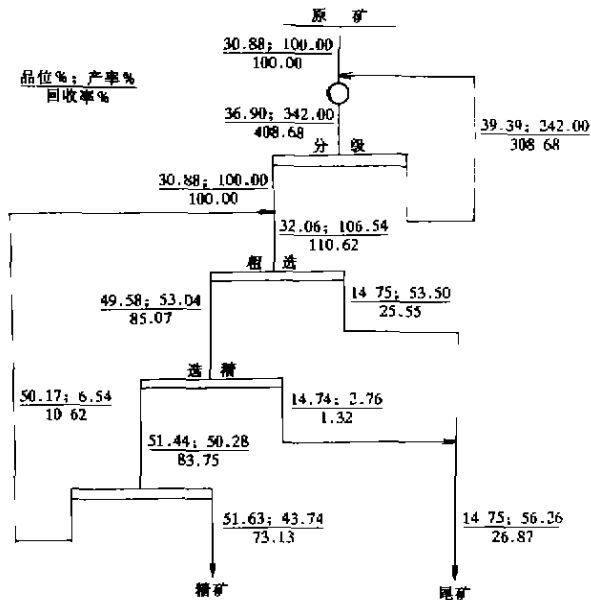 原 矿
30.88; 100.00
100.00
品位%; 产率%
回收率%
36.90; 342.00
408.68
39.39; 242.00
308 68
分 级
30.88; 100.00
100.00
32.06; 106.54
110.62
粗 选
49.58; 53.04
85.07
14 75; 53.50
25.55
选 精
50.17; 6.54
10 62
14.74; 2.76
1.32
51.44; 50.28
83.75
51.63; 43.74
73.13
14 75; 56.26
26.87
精矿
尾矿